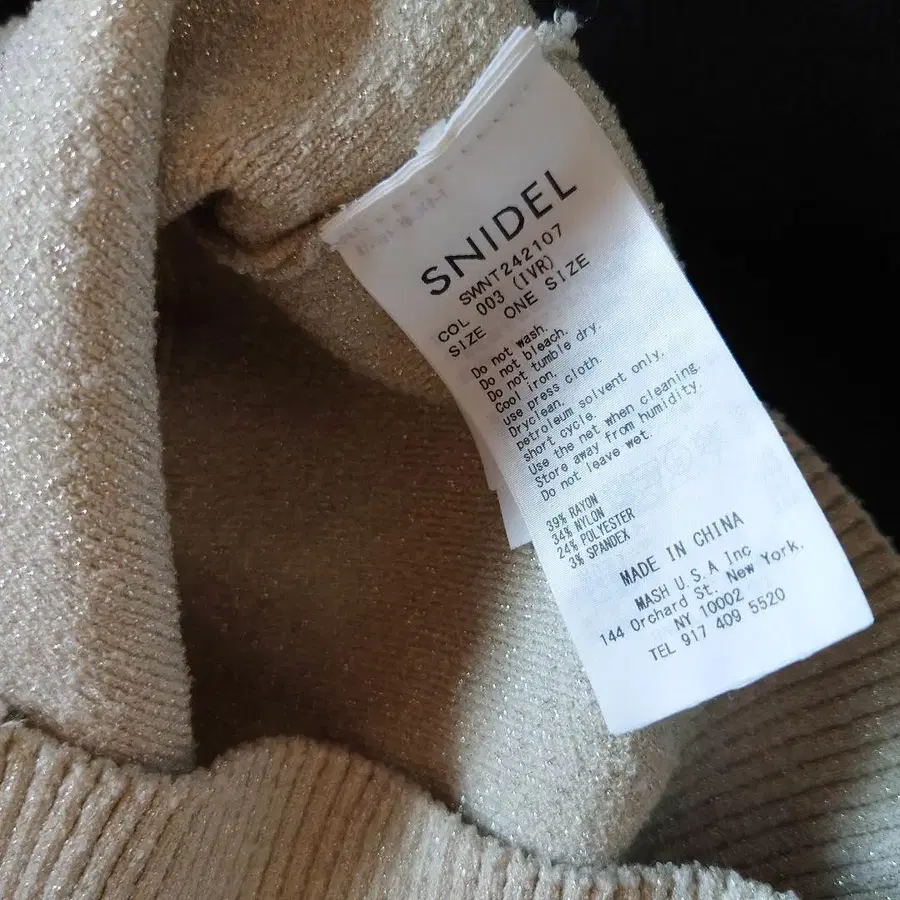 SNIDEL
SWNT242107
COL 003 (IVR)
SIZE ONE SIZE
Do not wash.
Do not bleach.
Do not tumble dry.
Cool iron.
use press cloth.
Dryclean.
petroleum solvent only,
short cycle.
Use the net when cleaning.
Store away from humidity.
Do not leave wet.
39% RAYON
34% NYLON
24% POLYESTER
3% SPANDEX
MADE IN CHINA
MASH U.S.A Inc
144 Orchard St. New York.
NY 10002
TEL 917 409 5520